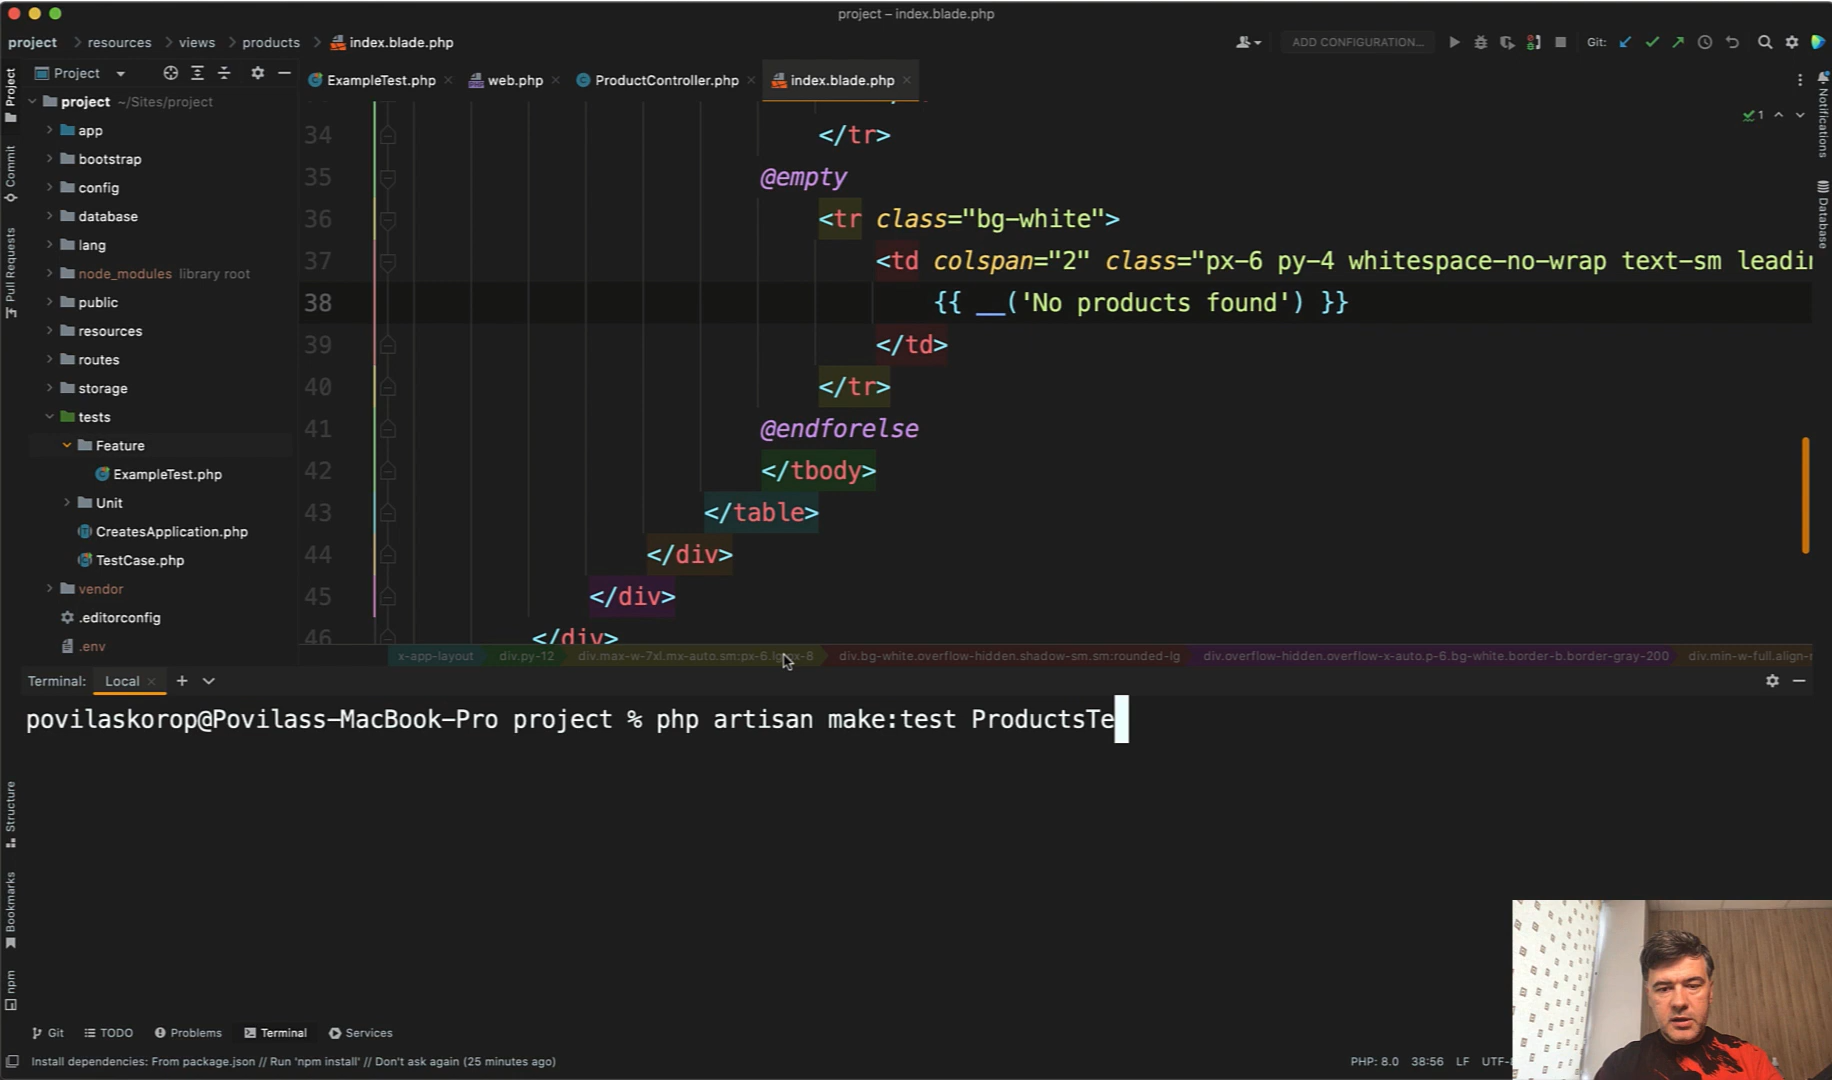 project – index.blade.php
project > resources > views > products > index.blade.php
ADD CONFIGURATION...
Git:
Project
ExampleTest.php
web.php
ProductController.php
index.blade.php
project ~/Sites/project
app
bootstrap
config
database
lang
node_modules library root
public
resources
routes
storage
tests
Feature
ExampleTest.php
Unit
CreatesApplication.php
TestCase.php
vendor
.editorconfig
.env
Project
Commit
Pull Requests
Structure
Bookmarks
npm
Notifications
Database
1
34 </tr>
35 @empty
36 <tr class="bg-white">
37 <td colspan="2" class="px-6 py-4 whitespace-no-wrap text-sm leadin
38 {{ __('No products found') }}
39 </td>
40 </tr>
41 @endforelse
42 </tbody>
43 </table>
44 </div>
45 </div>
46 </div>
x-app-layout div.py-12 div.max-w-7xl.mx-auto.sm:px-6.lg:px-8 div.bg-white.overflow-hidden.shadow-sm.sm:rounded-lg div.overflow-hidden.overflow-x-auto.p-6.bg-white.border-b.border-gray-200 div.min-w-full.align-m
Terminal: Local
povilaskorop@Povilass-MacBook-Pro project % php artisan make:test ProductsTe
Git TODO Problems Terminal Services
Install dependencies: From package.json // Run 'npm install' // Don't ask again (25 minutes ago)
PHP: 8.0 38:56 LF UTF-